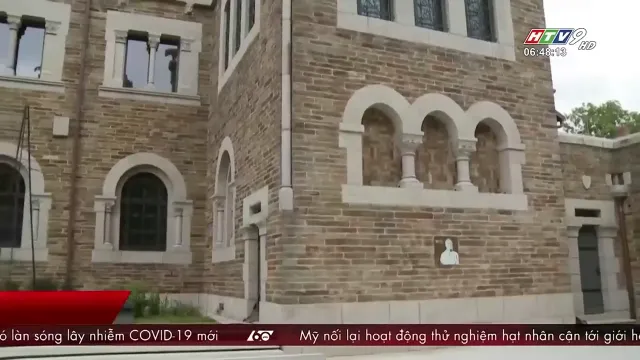 HTV9 HD
06:48:13
ó làn sóng lây nhiễm COVID-19 mới 60 Mỹ nối lại hoạt động thử nghiệm hạt nhân cận tới giới h